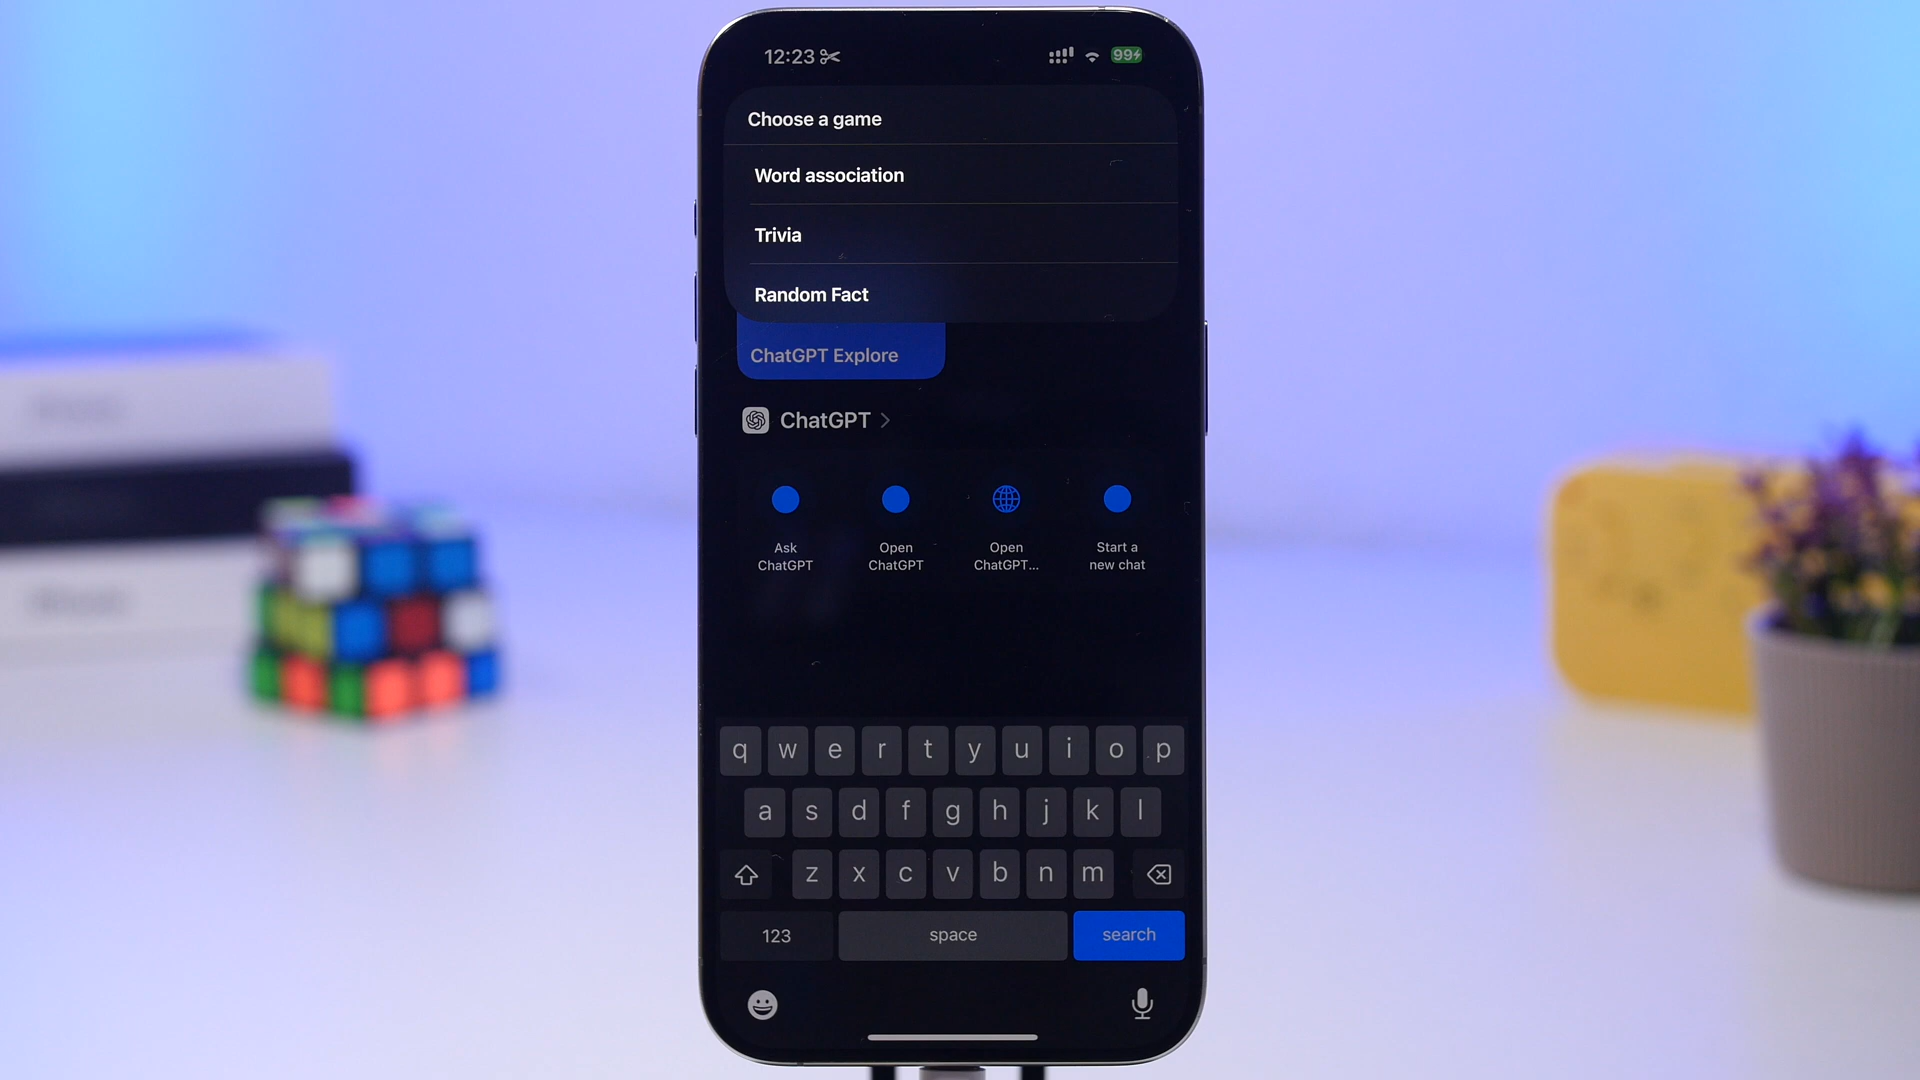 12:23
99
Choose a game
Word association
Trivia
Random Fact
ChatGPT Explore
ChatGPT
Ask ChatGPT
Open ChatGPT
Open ChatGPT...
Start a new chat
q w e r t y u i o p
a s d f g h j k l
z x c v b n m
123 space search